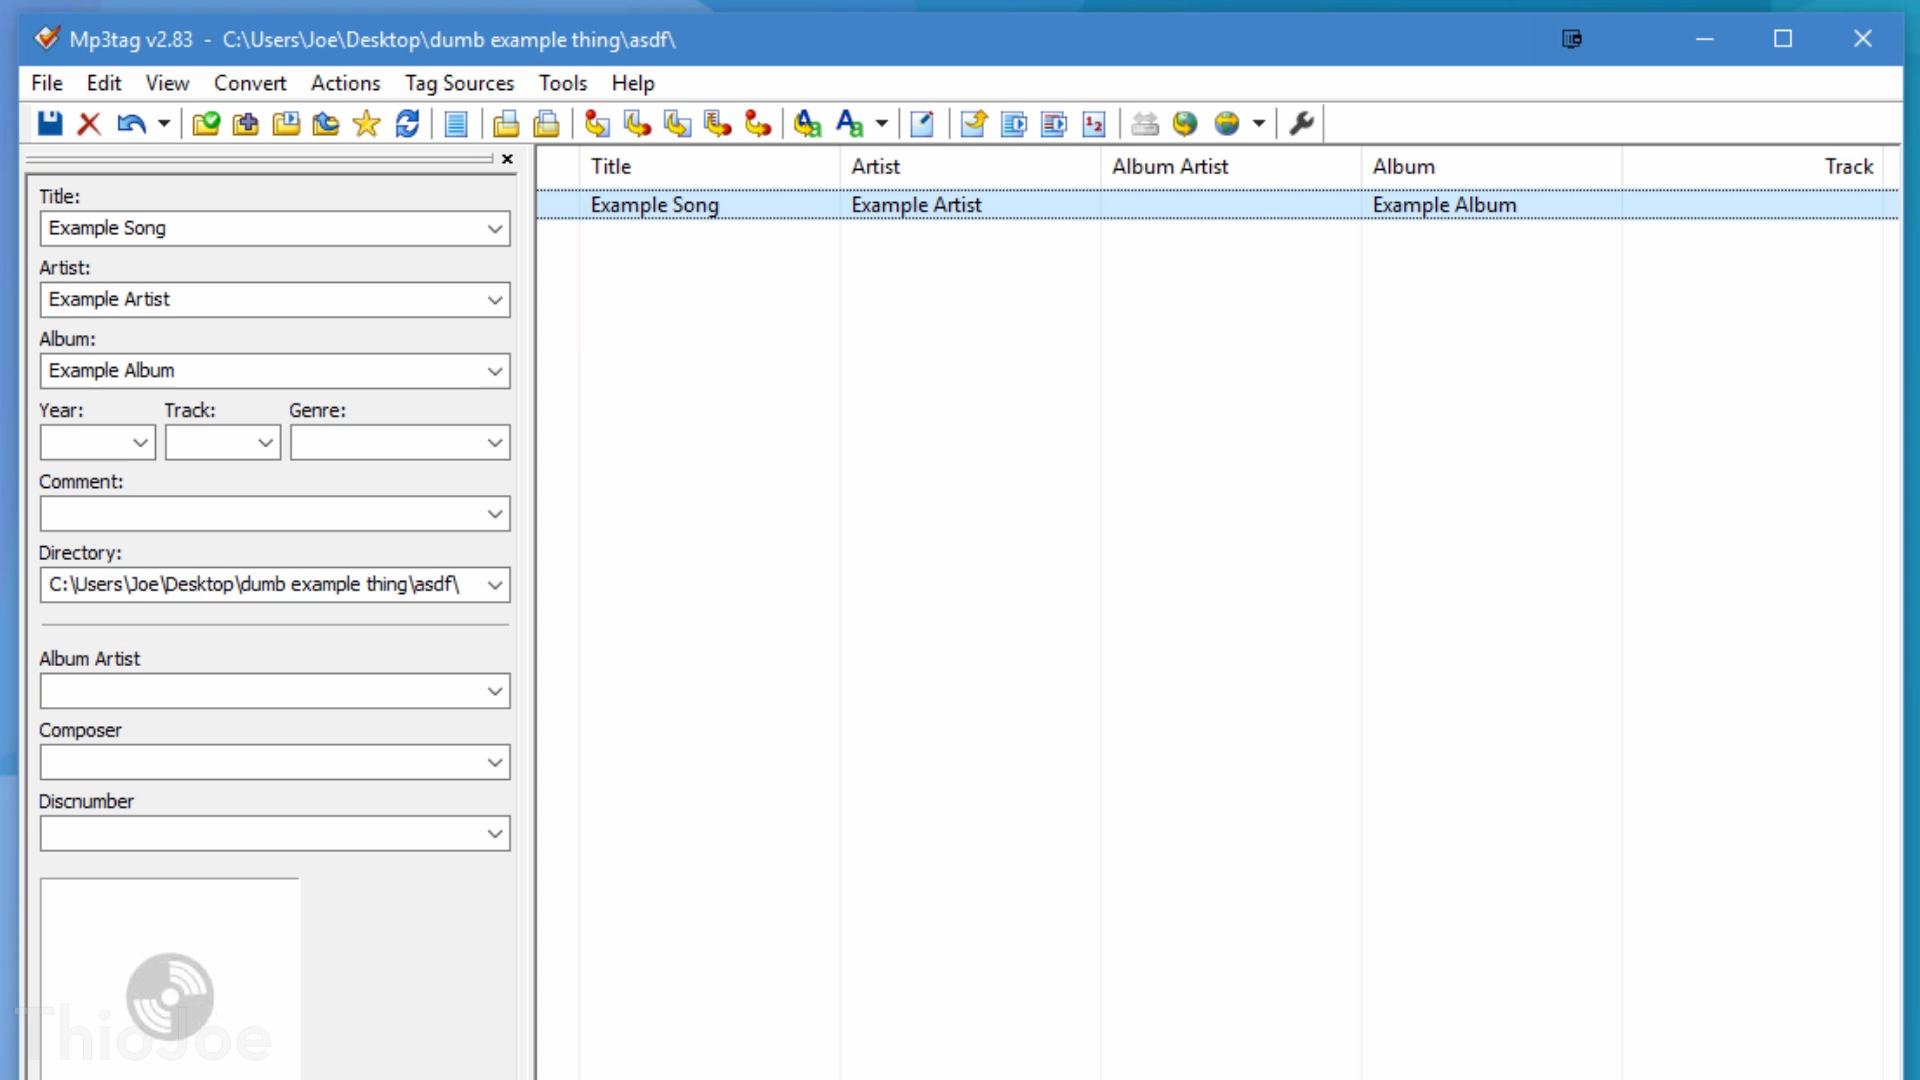 Mp3tag v2.83 - C:\Users\Joe\Desktop\dumb example thing\asdf\
File Edit View Convert Actions Tag Sources Tools Help
Title:
Example Song
Artist:
Example Artist
Album:
Example Album
Year: Track: Genre:
Comment:
Directory:
C:\Users\Joe\Desktop\dumb example thing\asdf\
Album Artist
Composer
Discnumber
ThioJoe
Title Artist Album Artist Album Track
Example Song Example Artist Example Album